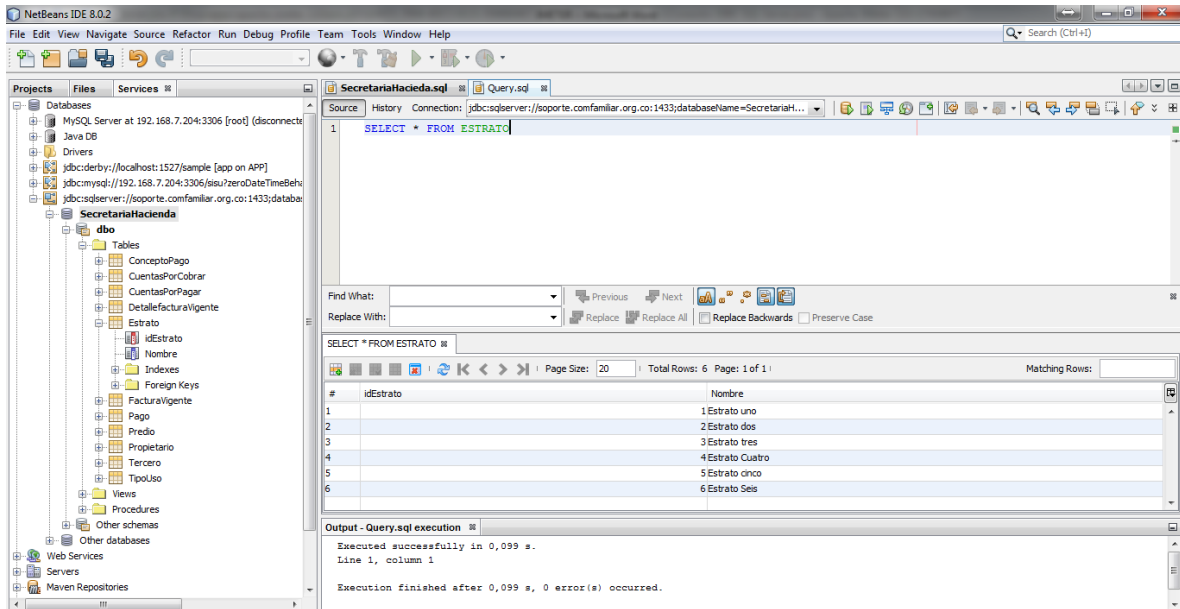 NetBeans IDE 8.0.2
File Edit View Navigate Source Refactor Run Debug Profile Team Tools Window Help
Search (Ctrl+I)
Projects Files Services
SecretariaHacieda.sql Query.sql
Source History Connection: jdbc:sqlserver://soporte.comfamiliar.org.co:1433;databaseName=SecretariaH...
1 SELECT * FROM ESTRATO
Databases
MySQL Server at 192.168.7.204:3306 [root] (disconnecte
Java DB
Drivers
jdbc:derby://localhost:1527/sample [app on APP]
jdbc:mysql://192.168.7.204:3306/sisu?zeroDateTimeBeha
jdbc:sqlserver://soporte.comfamiliar.org.co:1433;databas
SecretariaHacienda
dbo
Tables
ConceptoPago
CuentasPorCobrar
CuentasPorPagar
DetallefacturaVigente
Estrato
idEstrato
Nombre
Indexes
Foreign Keys
FacturaVigente
Pago
Predio
Propietario
Tercero
TipoUso
Views
Procedures
Other schemas
Other databases
Web Services
Servers
Maven Repositories
Find What: Previous Next
Replace With: Replace Replace All Replace Backwards Preserve Case
SELECT * FROM ESTRATO
Page Size: 20 Total Rows: 6 Page: 1 of 1 Matching Rows:
# idEstrato Nombre
1 1 Estrato uno
2 2 Estrato dos
3 3 Estrato tres
4 4 Estrato Cuatro
5 5 Estrato cinco
6 6 Estrato Seis
Output - Query.sql execution
Executed successfully in 0,099 s.
Line 1, column 1
Execution finished after 0,099 s, 0 error(s) occurred.